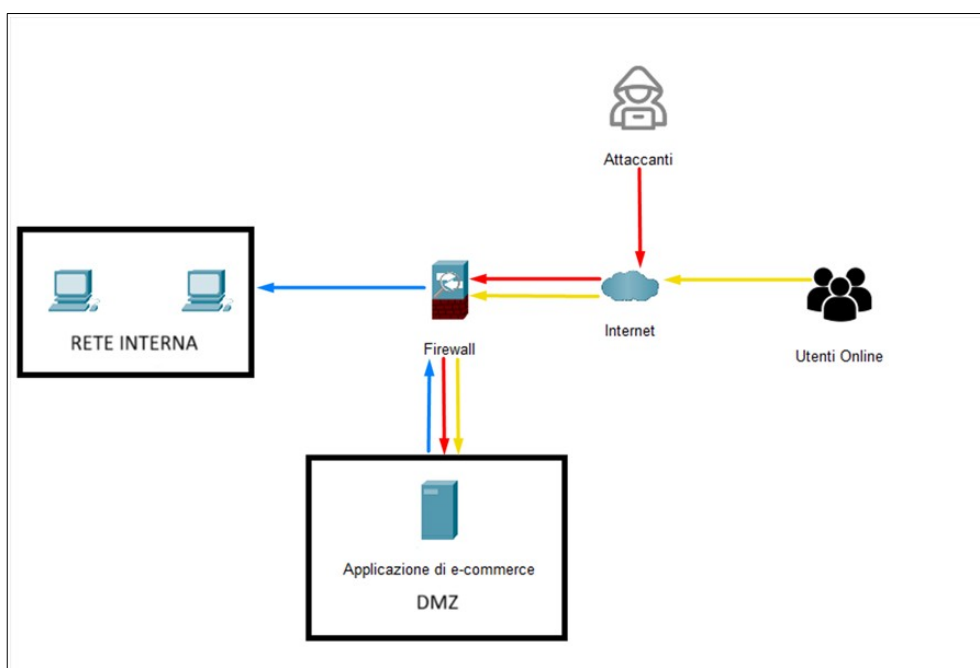 Attaccanti
RETE INTERNA
Firewall
Internet
Utenti Online
Applicazione di e-commerce
DMZ